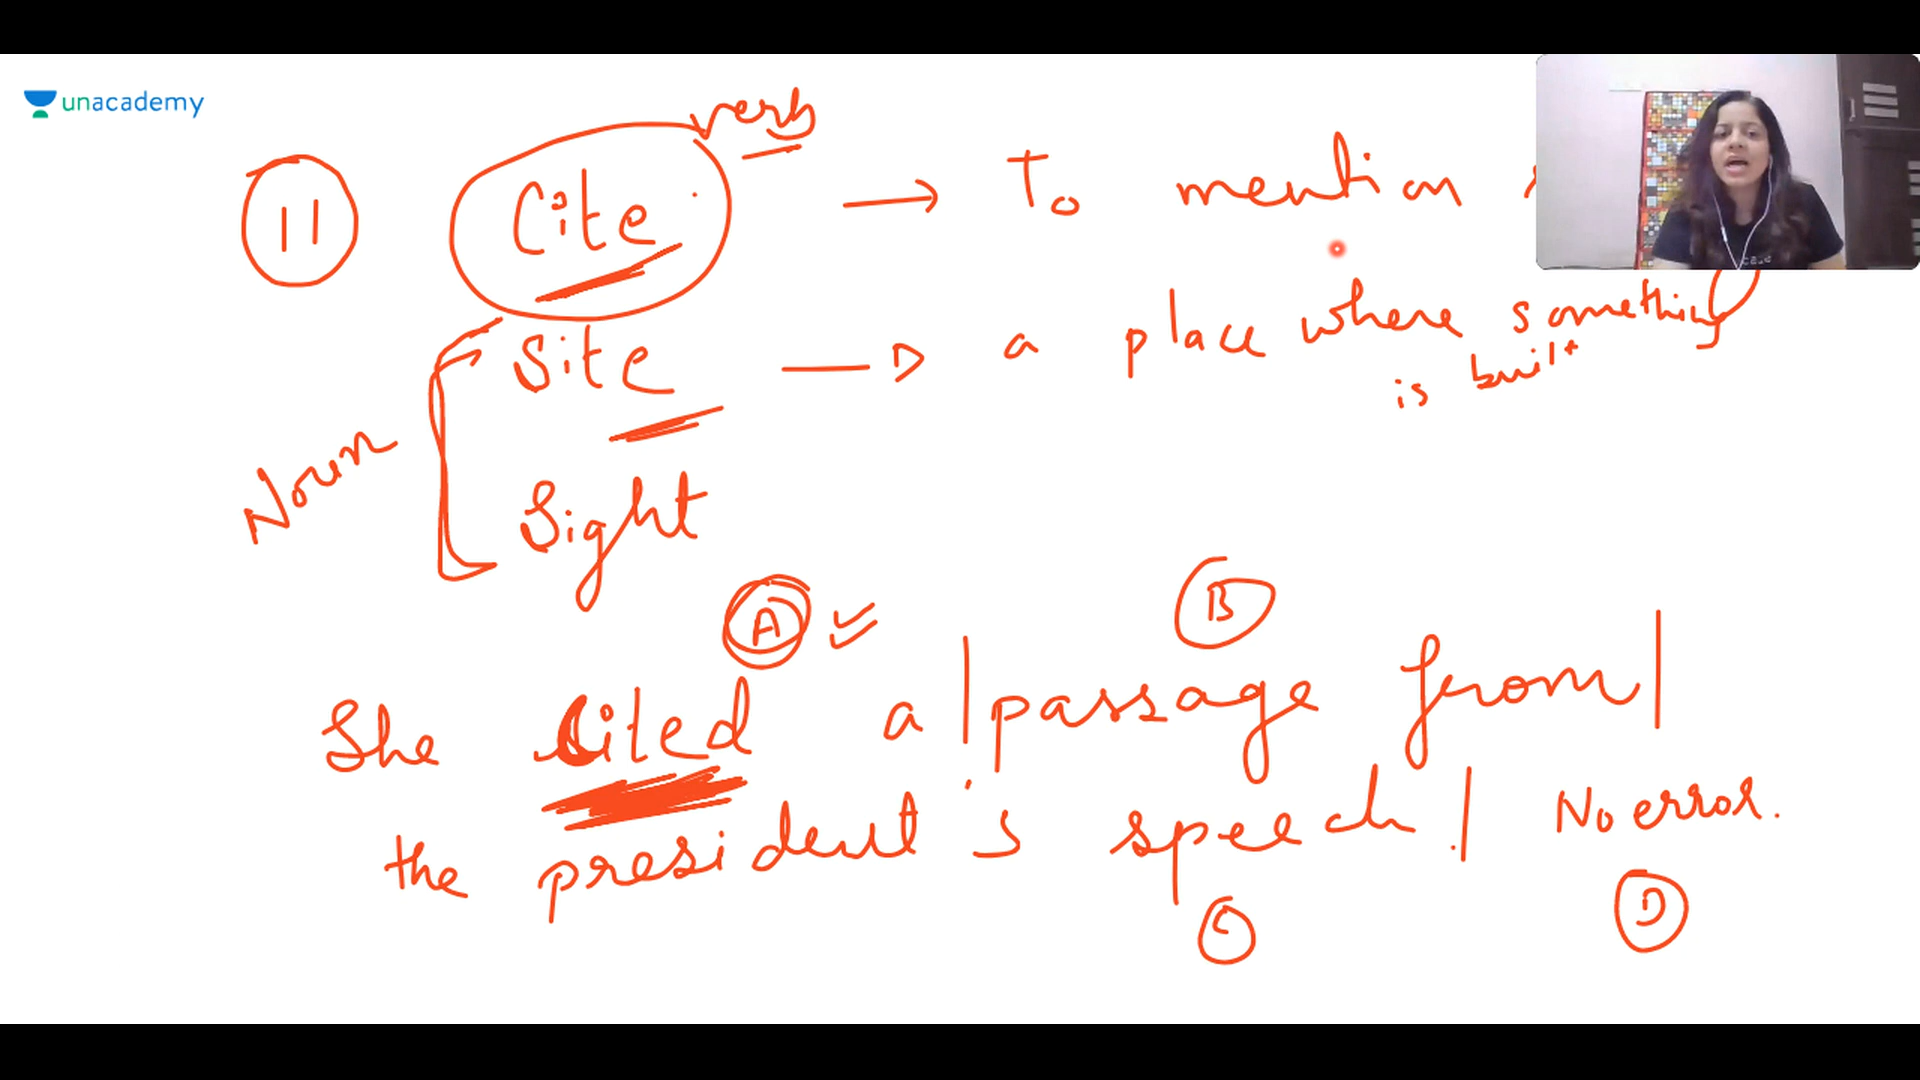 unacademy
verb
11 Cite → To mention
Site → a place where something
is built
Noun
Sight
A B
She cited a | passage from |
the president's speech. | No error.
C D